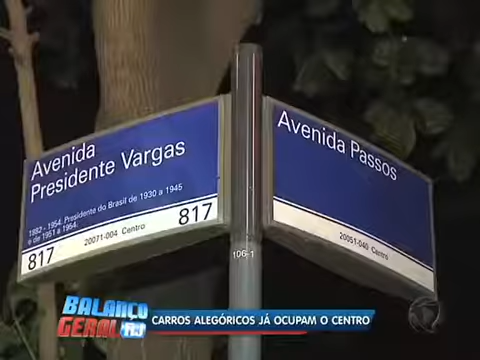 Avenida
Presidente Vargas
1882 - 1954. Presidente do Brasil de 1930 a 1945
e de 1951 a 1954.
817
20071-004 Centro
817
Avenida Passos
20051-040 Centro
106-1
BALANÇO
GERAL RJ
CARROS ALEGÓRICOS JÁ OCUPAM O CENTRO